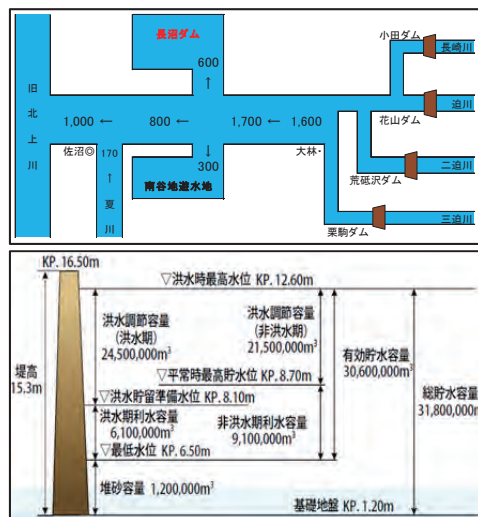 長沼ダム
小田ダム
長崎川
600
旧北上川
1,000 ←
800 ←
1,700 ←
1,600
迫川
花山ダム
佐沼◎
170
夏川
300
南谷地遊水地
大林・
荒砥沢ダム
二迫川
栗駒ダム
三迫川
KP. 16.50m
▽洪水時最高水位 KP. 12.60m
洪水調節容量
(洪水期)
24,500,000m³
洪水調節容量
(非洪水期)
21,500,000m³
有効貯水容量
30,600,000m³
堤高
15.3m
▽平常時最高貯水位 KP. 8.70m
総貯水容量
31,800,000m³
▽洪水貯留準備水位 KP. 8.10m
洪水期利水容量
6,100,000m³
非洪水期利水容量
9,100,000m³
▽最低水位 KP. 6.50m
堆砂容量 1,200,000m³
基礎地盤 KP. 1.20m